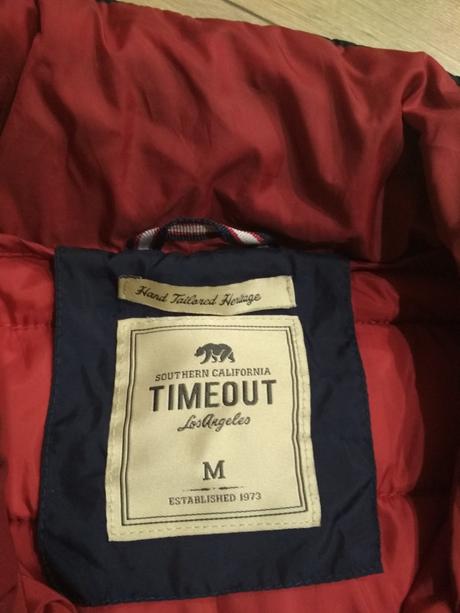 Hand Tailored Heritage
SOUTHERN CALIFORNIA
TIMEOUT
Los Angeles
M
ESTABLISHED 1973